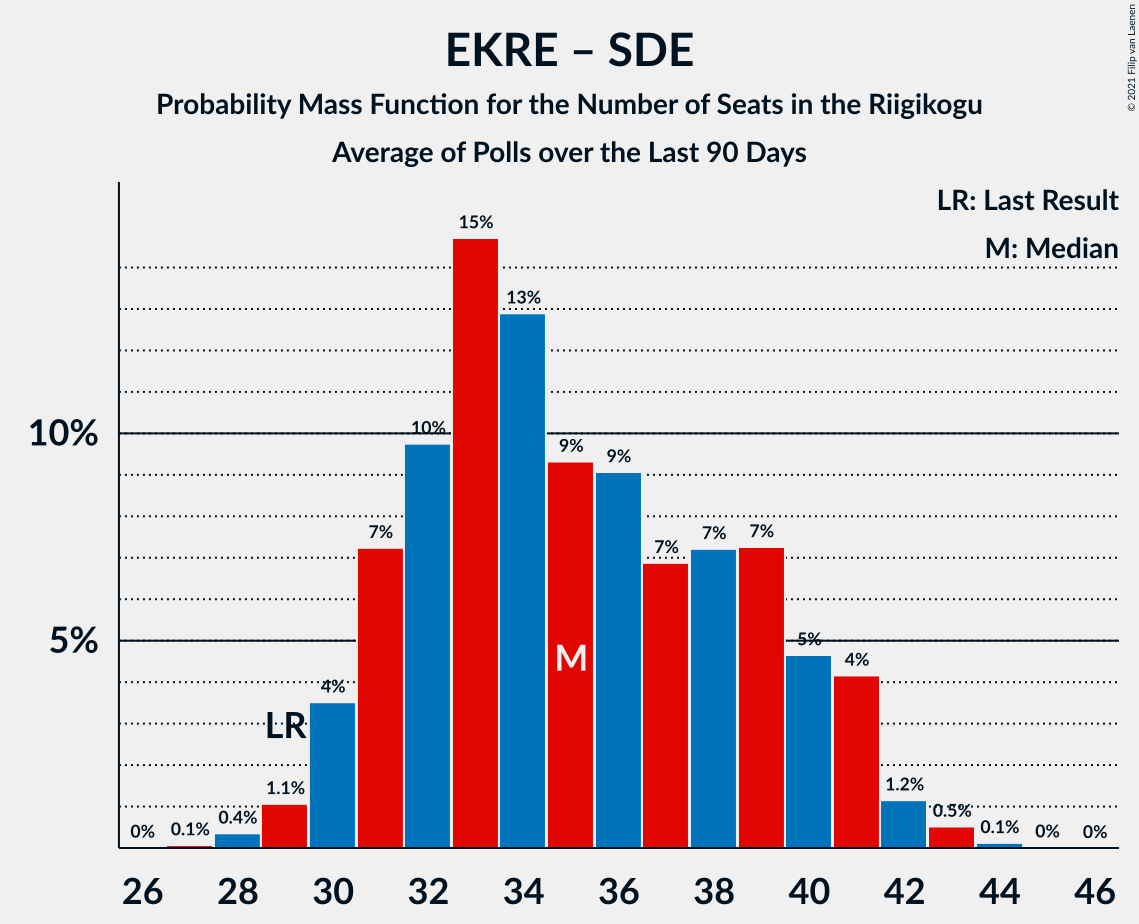 EKRE – SDE
Probability Mass Function for the Number of Seats in the Riigikogu
Average of Polls over the Last 90 Days
© 2021 Filip van Laenen
LR: Last Result
M: Median
15%
13%
10%
10%
9%
9%
7%
7%
7%
7%
5%
5%
4%
M
4%
LR
1.1%
1.2%
0%
0.1%
0.4%
0.5%
0.1%
0%
0%
26 28 30 32 34 36 38 40 42 44 46